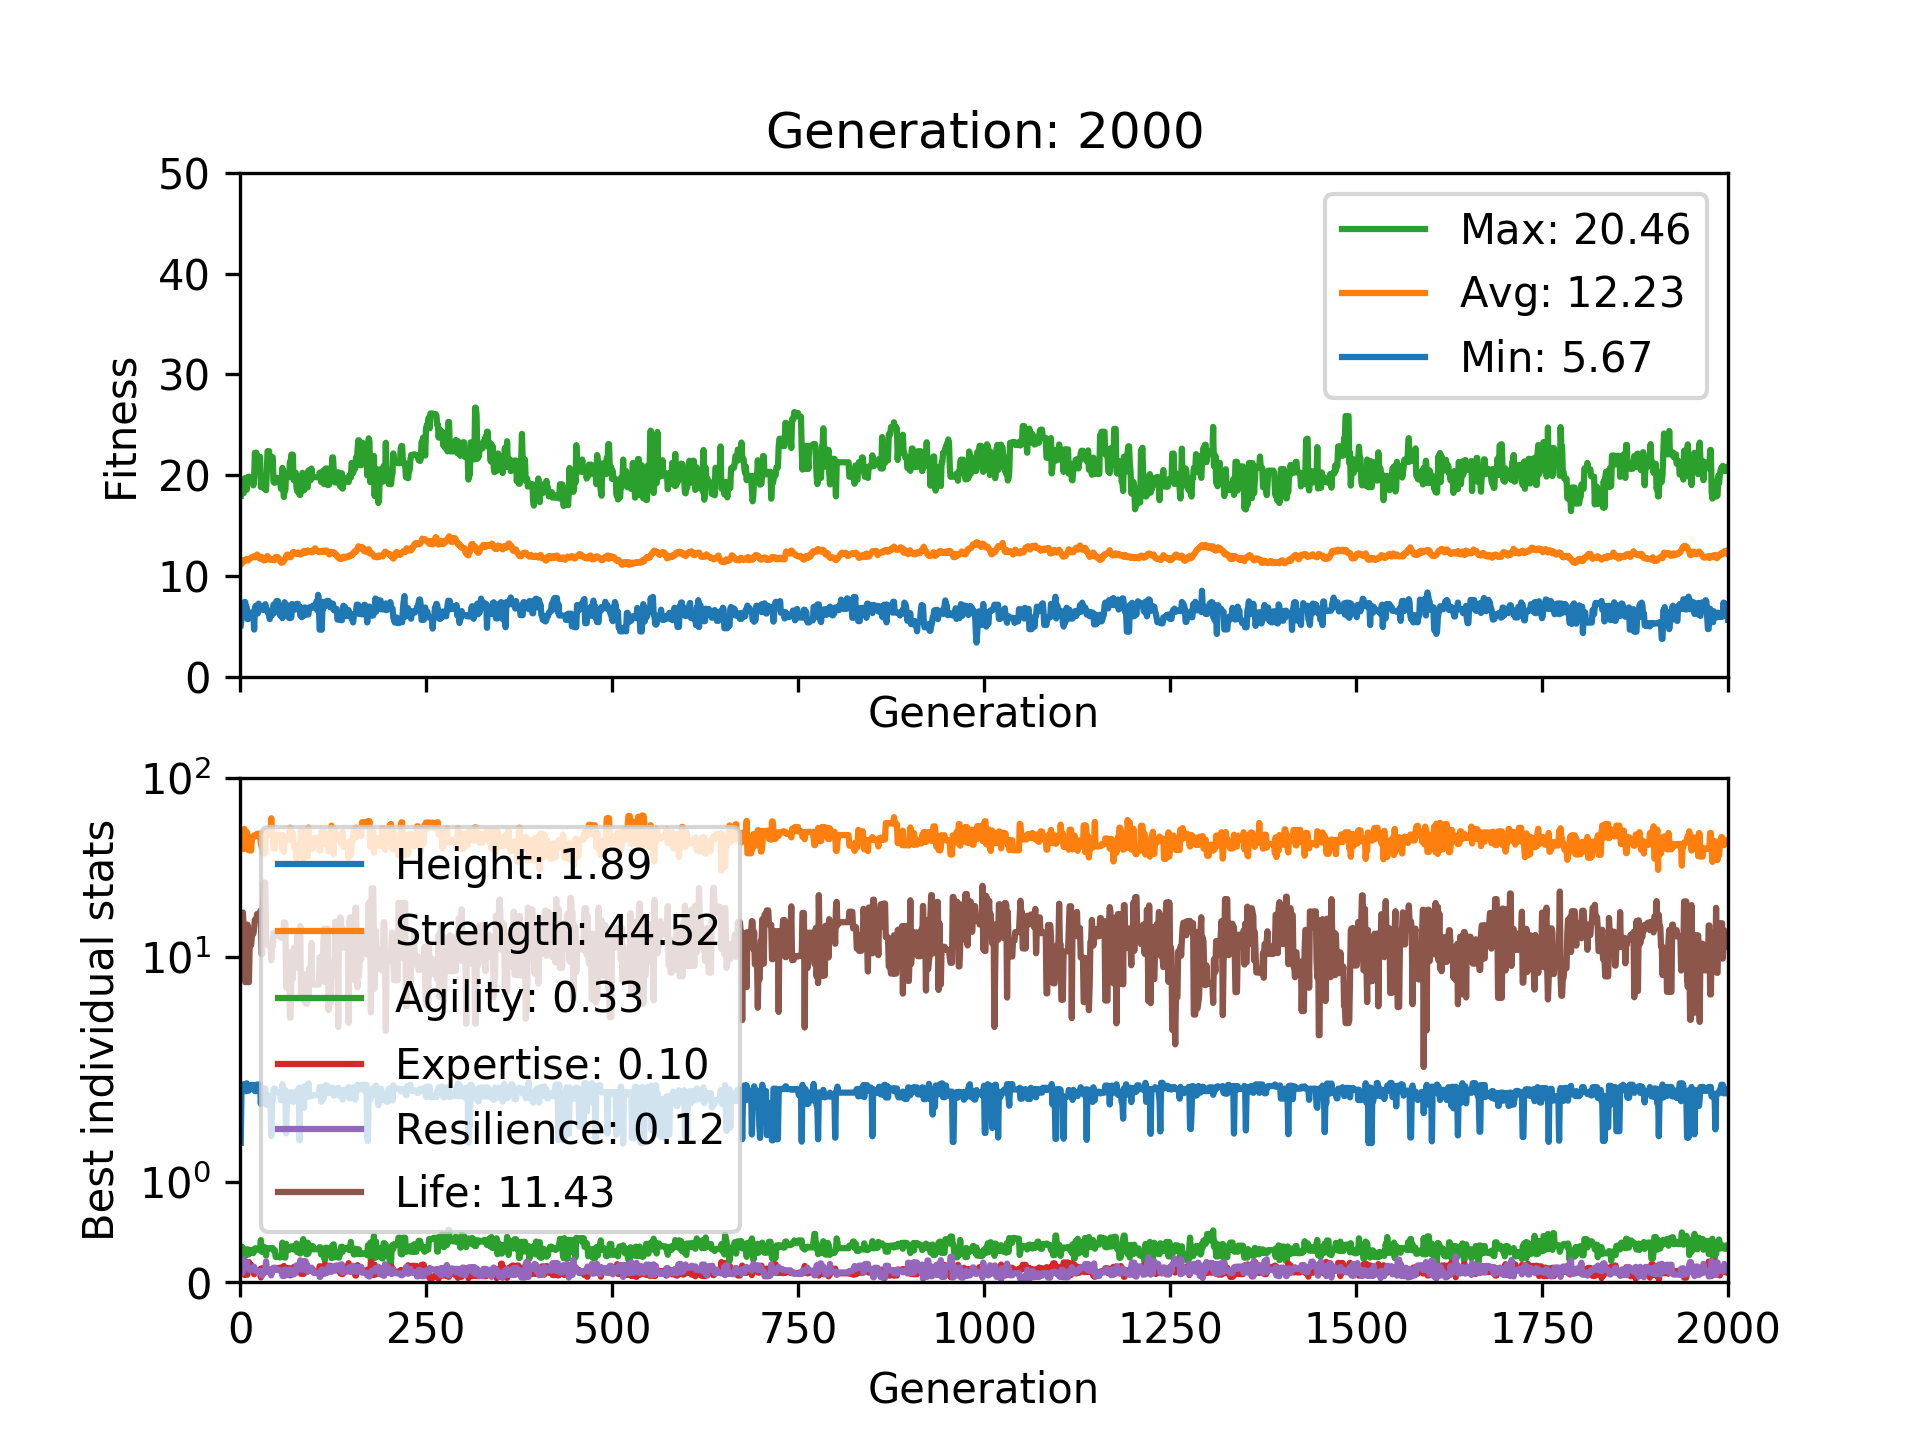 Generation: 2000
50
40
30
20
10
0
Fitness
Max: 20.46
Avg: 12.23
Min: 5.67
Generation
10²
10¹
10⁰
0
Best individual stats
Height: 1.89
Strength: 44.52
Agility: 0.33
Expertise: 0.10
Resilience: 0.12
Life: 11.43
0 250 500 750 1000 1250 1500 1750 2000
Generation